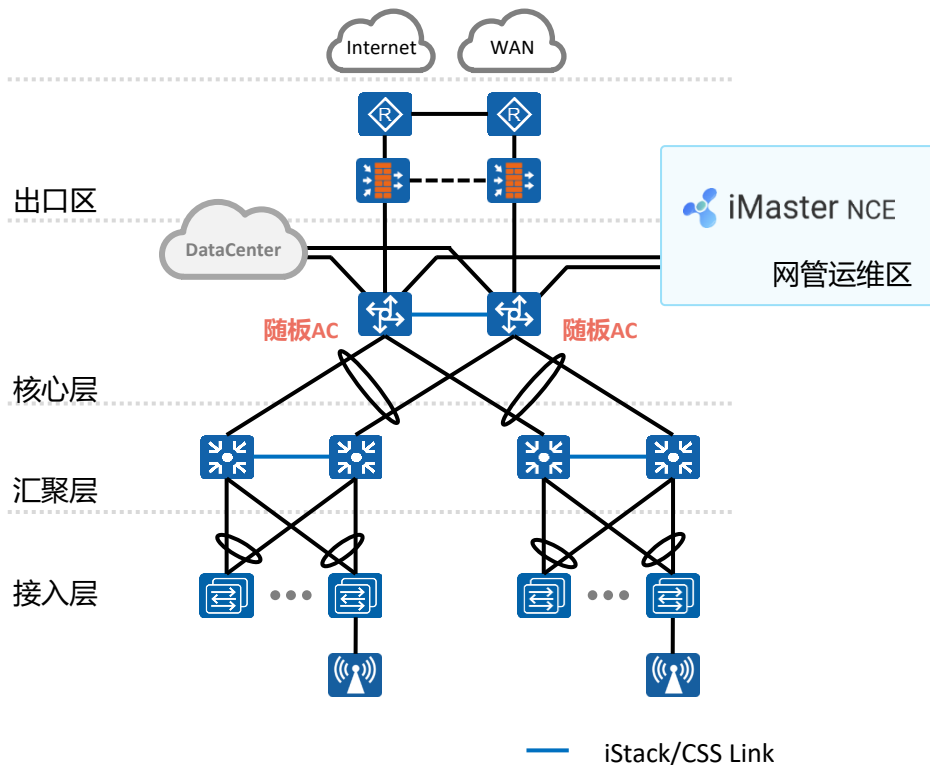 Internet
WAN
R
R
出口区
DataCenter
iMaster NCE
网管运维区
随板AC
随板AC
核心层
汇聚层
接入层
iStack/CSS Link